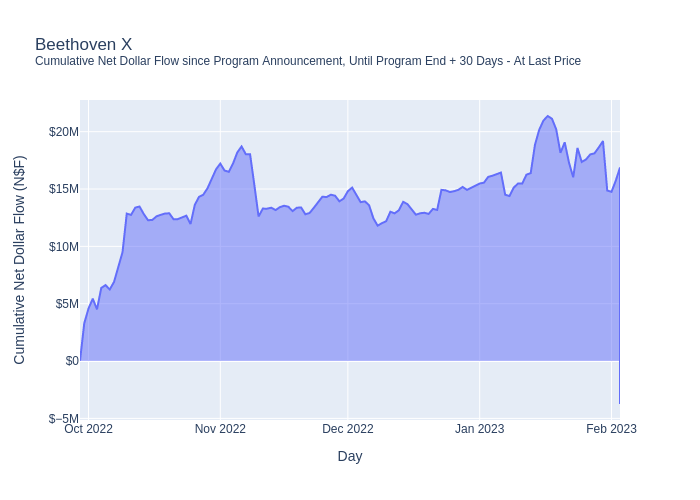 Beethoven X
Cumulative Net Dollar Flow since Program Announcement, Until Program End + 30 Days - At Last Price
Cumulative Net Dollar Flow (N$F)
$20M
$15M
$10M
$5M
$0
$−5M
Oct 2022
Nov 2022
Dec 2022
Jan 2023
Feb 2023
Day